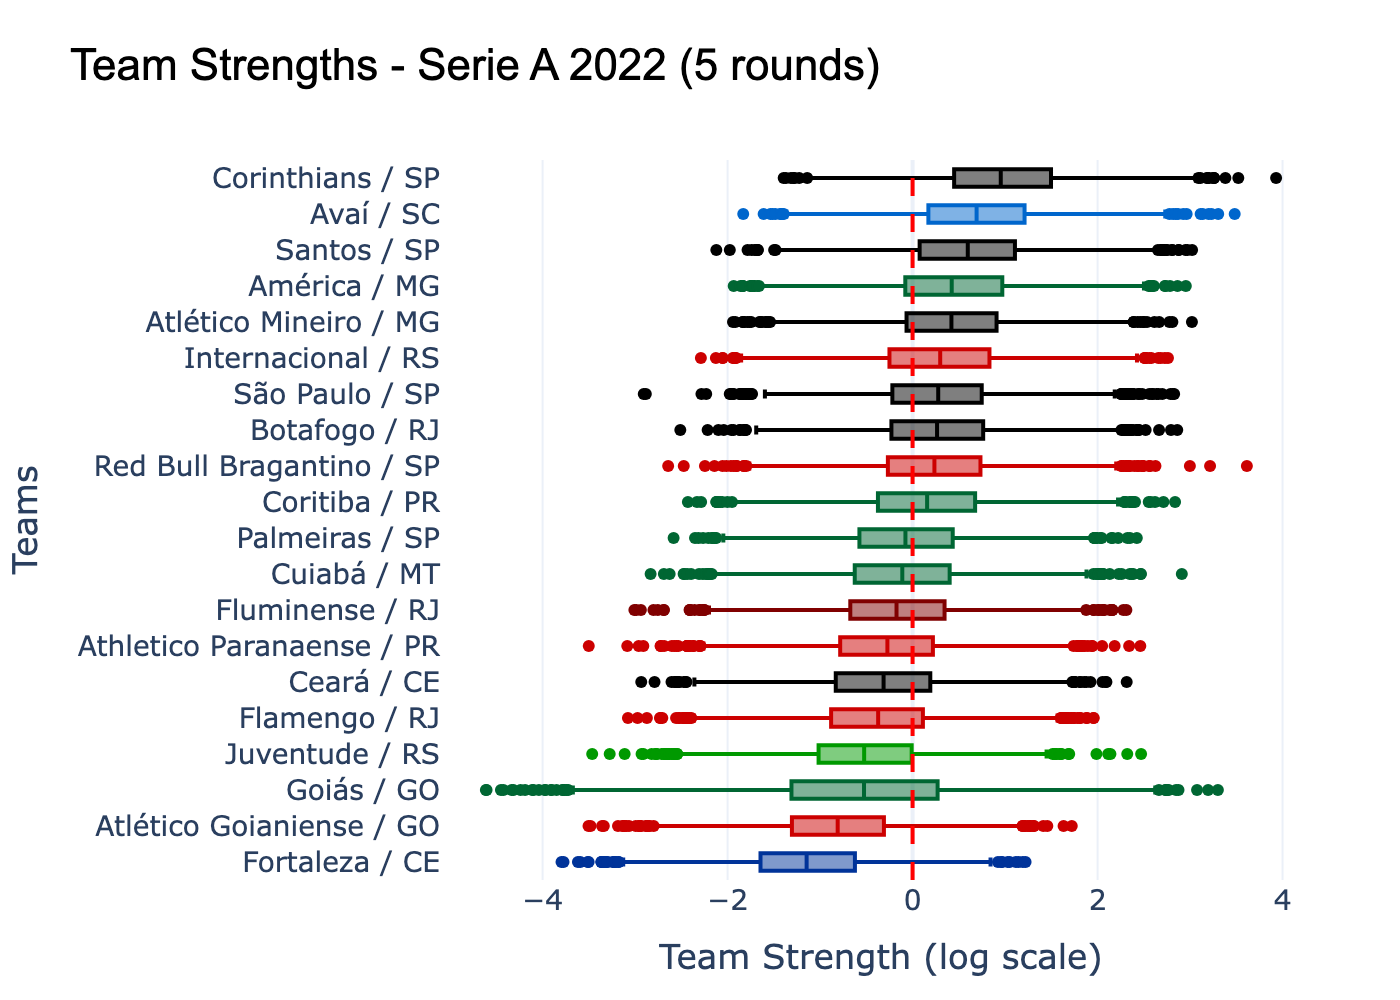 Team Strengths - Serie A 2022 (5 rounds)
Teams
Corinthians / SP
Avaí / SC
Santos / SP
América / MG
Atlético Mineiro / MG
Internacional / RS
São Paulo / SP
Botafogo / RJ
Red Bull Bragantino / SP
Coritiba / PR
Palmeiras / SP
Cuiabá / MT
Fluminense / RJ
Athletico Paranaense / PR
Ceará / CE
Flamengo / RJ
Juventude / RS
Goiás / GO
Atlético Goianiense / GO
Fortaleza / CE
−4 −2 0 2 4
Team Strength (log scale)